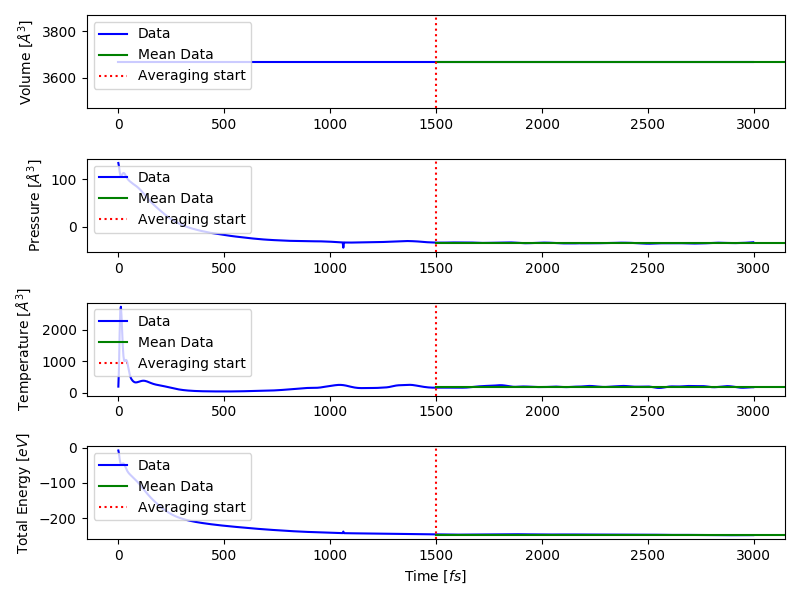 Volume [Å³]
3800
3600
Data
Mean Data
Averaging start
0 500 1000 1500 2000 2500 3000
Pressure [Å³]
100
0
Data
Mean Data
Averaging start
0 500 1000 1500 2000 2500 3000
Temperature [Å³]
2000
1000
0
Data
Mean Data
Averaging start
0 500 1000 1500 2000 2500 3000
Total Energy [eV]
0
−100
−200
Data
Mean Data
Averaging start
0 500 1000 1500 2000 2500 3000
Time [fs]